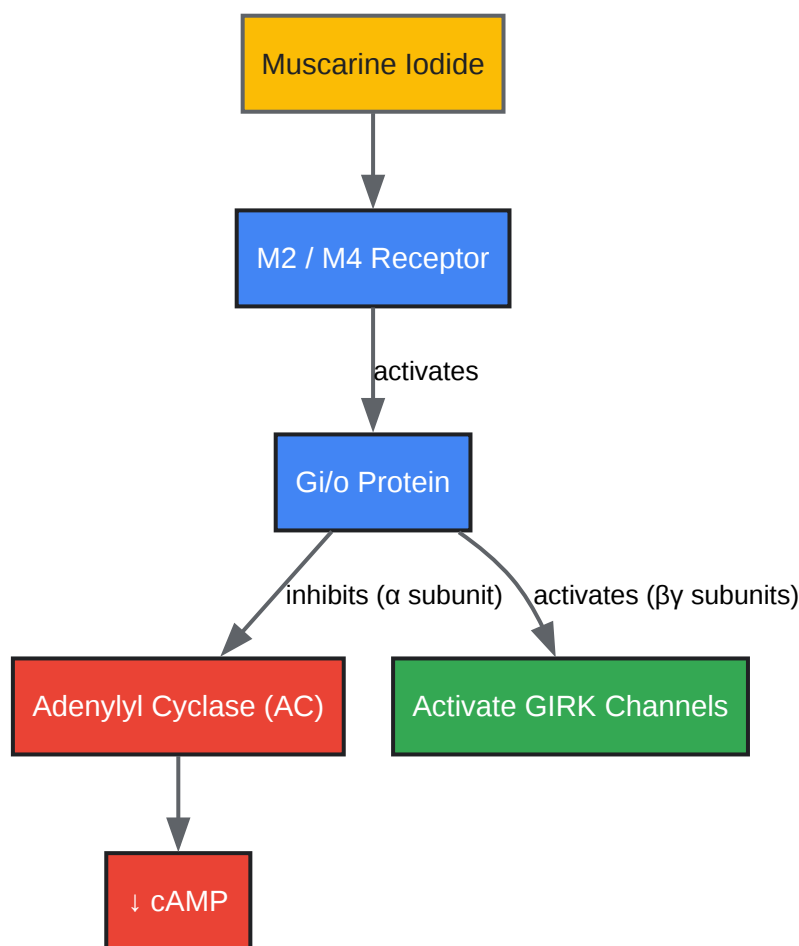 Muscarine Iodide
M2 / M4 Receptor
activates
Gi/o Protein
inhibits (α subunit)
activates (βγ subunits)
Adenylyl Cyclase (AC)
Activate GIRK Channels
↓ cAMP